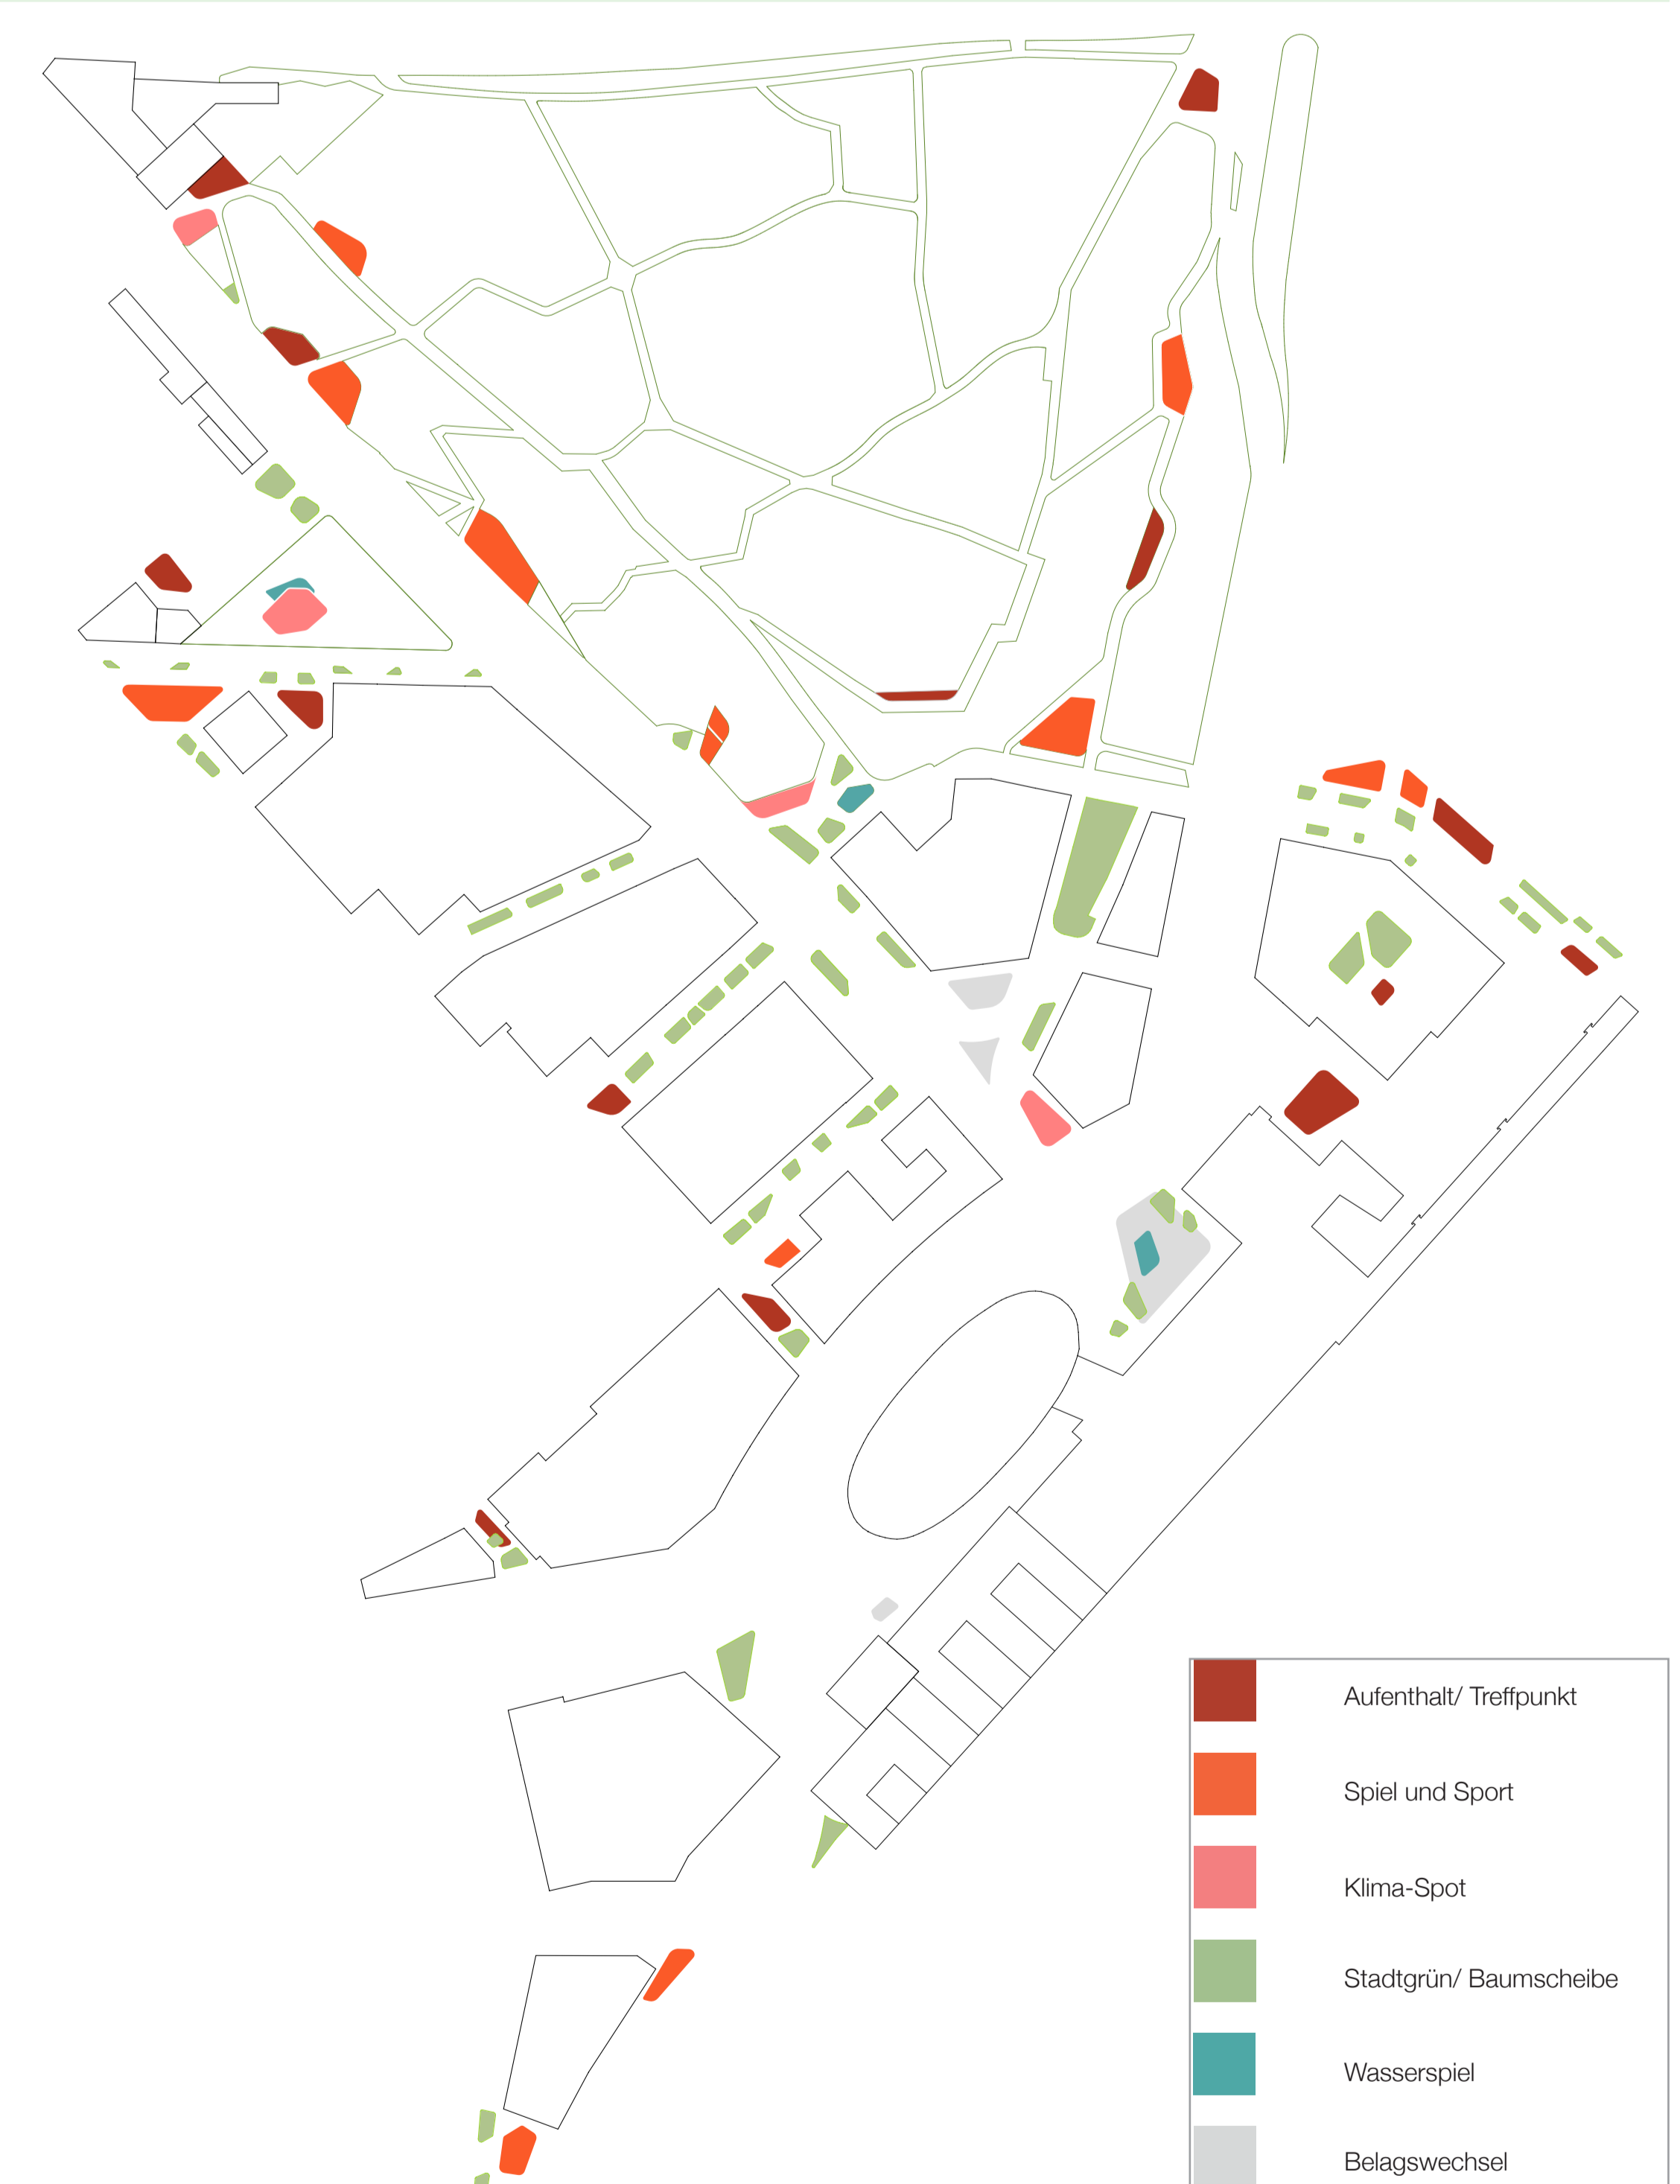 Aufenthalt/ Treffpunkt
Spiel und Sport
Klima-Spot
Stadtgrün/ Baumscheibe
Wasserspiel
Belagswechsel